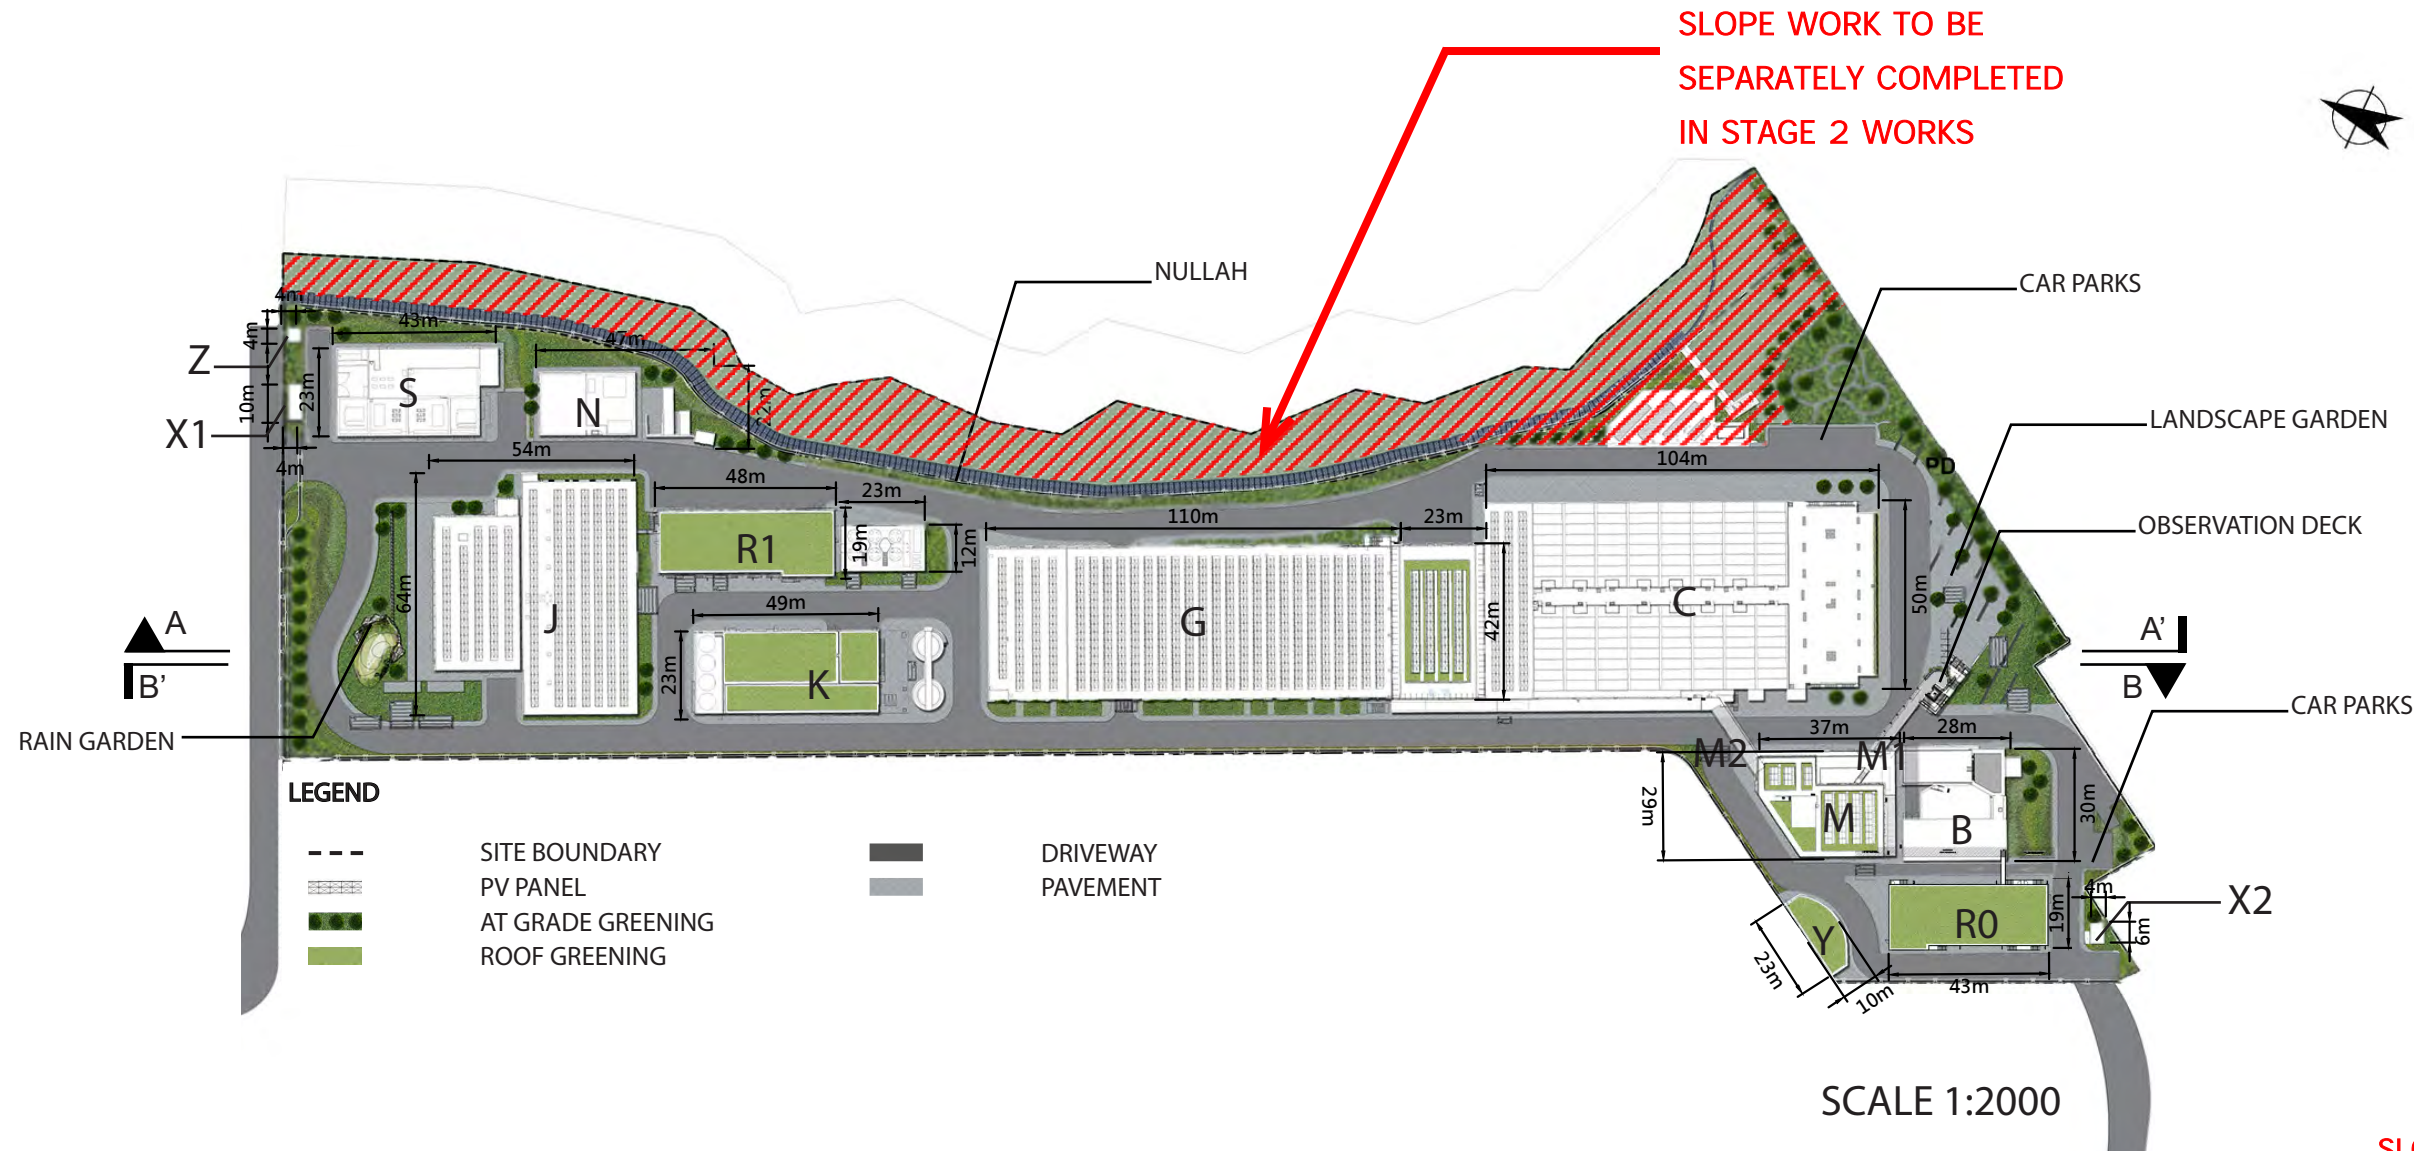 SLOPE WORK TO BE
SEPARATELY COMPLETED
IN STAGE 2 WORKS
NULLAH
CAR PARKS
4m
43m
47m
4m
Z
S
23m
10m
N
LANDSCAPE GARDEN
X1
54m
104m
PD
4m
48m
23m
110m
23m
OBSERVATION DECK
R1
19m
12m
64m
49m
50m
J
G
C
42m
A
A'
B'
K
23m
B
CAR PARKS
RAIN GARDEN
37m
28m
M2
M1
LEGEND
29m
M
B
30m
SITE BOUNDARY
DRIVEWAY
PV PANEL
PAVEMENT
4m
X2
AT GRADE GREENING
R0
19m
6m
Y
ROOF GREENING
23m
10m
43m
SCALE 1:2000